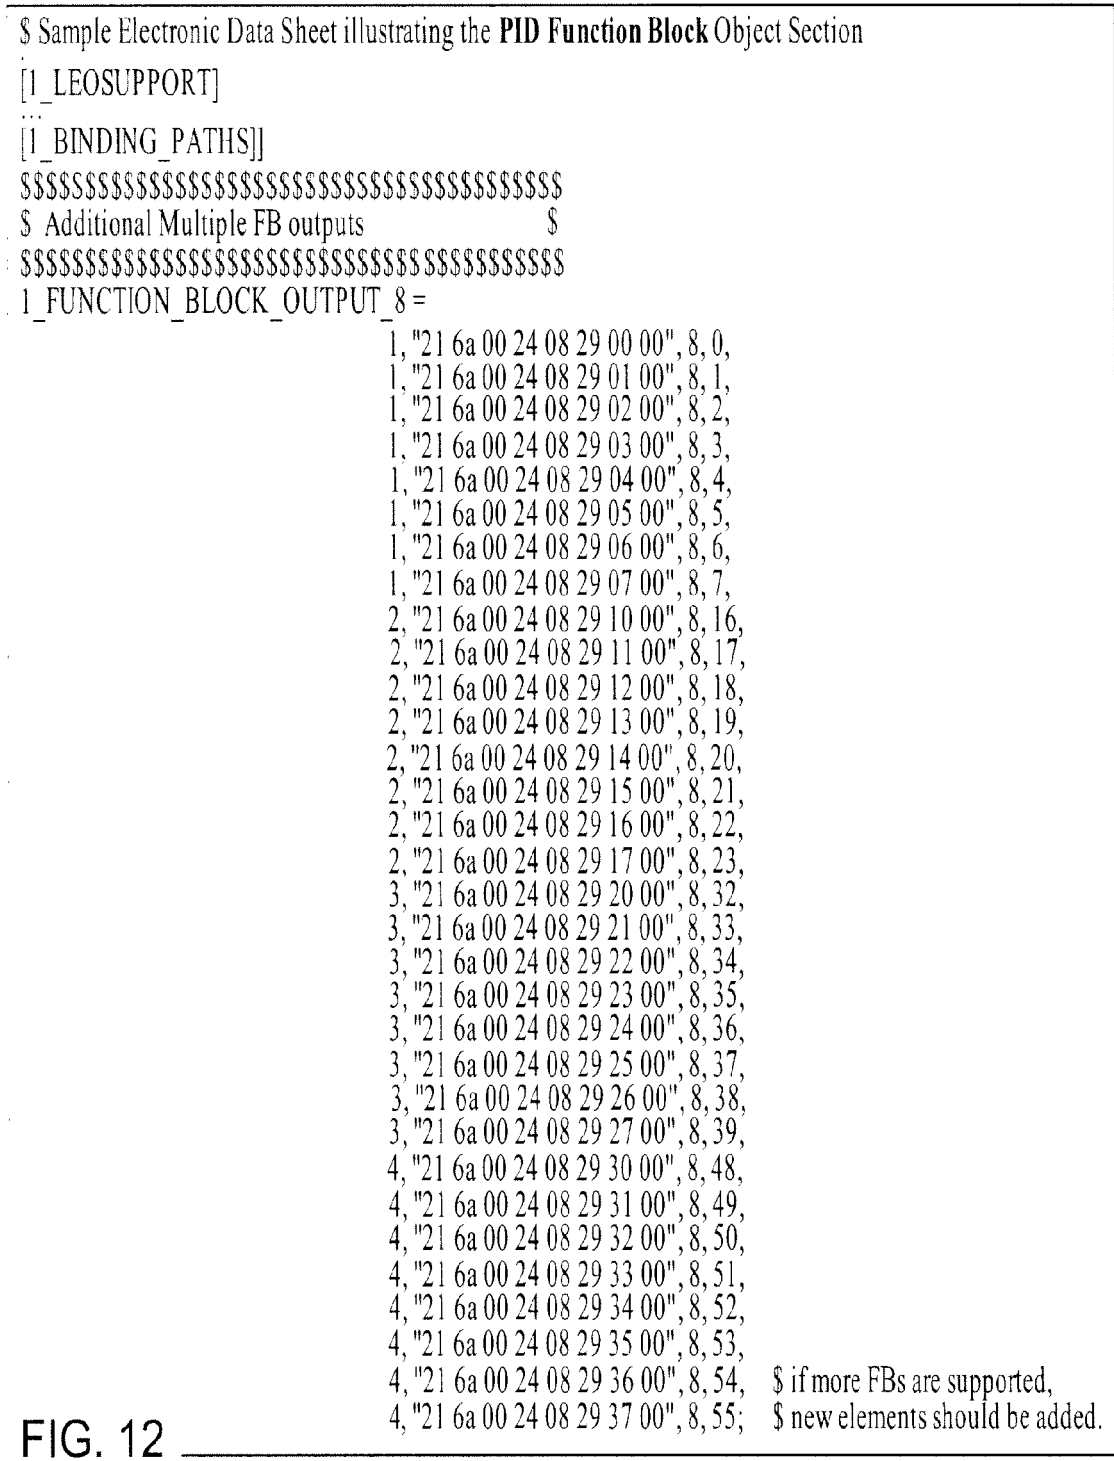 $ Sample Electronic Data Sheet illustrating the PID Function Block Object Section
[1_LEOSUPPORT]
...
[1_BINDING_PATHS]]
$$$$$$$$$$$$$$$$$$$$$$$$$$$$$$$$$$$$$$$$$$
$ Additional Multiple FB outputs $
$$$$$$$$$$$$$$$$$$$$$$$$$$$$$$$$$$$$$$$$$$
1_FUNCTION_BLOCK_OUTPUT_8 =
1, "21 6a 00 24 08 29 00 00", 8, 0,
1, "21 6a 00 24 08 29 01 00", 8, 1,
1, "21 6a 00 24 08 29 02 00", 8, 2,
1, "21 6a 00 24 08 29 03 00", 8, 3,
1, "21 6a 00 24 08 29 04 00", 8, 4,
1, "21 6a 00 24 08 29 05 00", 8, 5,
1, "21 6a 00 24 08 29 06 00", 8, 6,
1, "21 6a 00 24 08 29 07 00", 8, 7,
2, "21 6a 00 24 08 29 10 00", 8, 16,
2, "21 6a 00 24 08 29 11 00", 8, 17,
2, "21 6a 00 24 08 29 12 00", 8, 18,
2, "21 6a 00 24 08 29 13 00", 8, 19,
2, "21 6a 00 24 08 29 14 00", 8, 20,
2, "21 6a 00 24 08 29 15 00", 8, 21,
2, "21 6a 00 24 08 29 16 00", 8, 22,
2, "21 6a 00 24 08 29 17 00", 8, 23,
3, "21 6a 00 24 08 29 20 00", 8, 32,
3, "21 6a 00 24 08 29 21 00", 8, 33,
3, "21 6a 00 24 08 29 22 00", 8, 34,
3, "21 6a 00 24 08 29 23 00", 8, 35,
3, "21 6a 00 24 08 29 24 00", 8, 36,
3, "21 6a 00 24 08 29 25 00", 8, 37,
3, "21 6a 00 24 08 29 26 00", 8, 38,
3, "21 6a 00 24 08 29 27 00", 8, 39,
4, "21 6a 00 24 08 29 30 00", 8, 48,
4, "21 6a 00 24 08 29 31 00", 8, 49,
4, "21 6a 00 24 08 29 32 00", 8, 50,
4, "21 6a 00 24 08 29 33 00", 8, 51,
4, "21 6a 00 24 08 29 34 00", 8, 52,
4, "21 6a 00 24 08 29 35 00", 8, 53,
4, "21 6a 00 24 08 29 36 00", 8, 54, $ if more FBs are supported,
4, "21 6a 00 24 08 29 37 00", 8, 55; $ new elements should be added.
FIG. 12